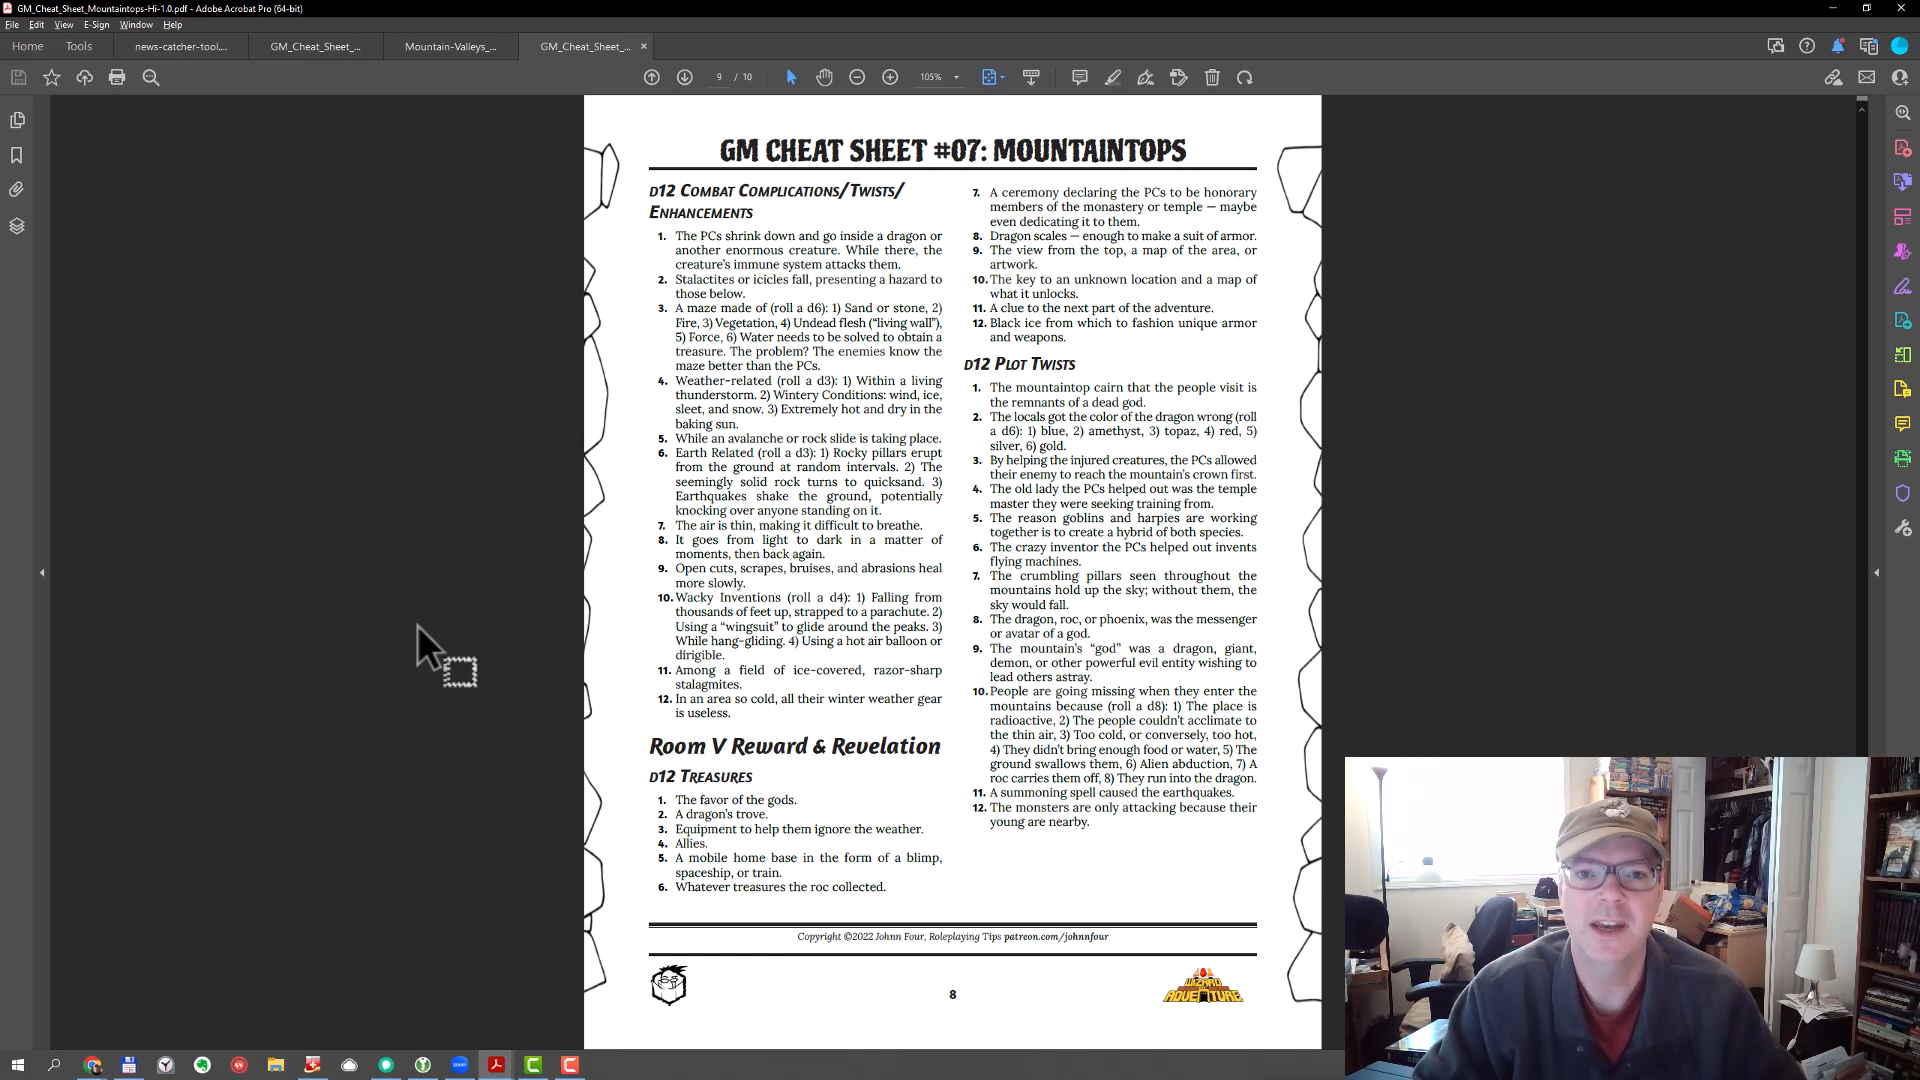 GM_Cheat_Sheet_Mountaintops-Hi-1.0.pdf - Adobe Acrobat Pro (64-bit)
File Edit View E-Sign Window Help
Home Tools news-catcher-tool.... GM_Cheat_Sheet_... Mountain-Valleys_... GM_Cheat_Sheet_...
9 / 10 105%
GM CHEAT SHEET #07: MOUNTAINTOPS
D12 COMBAT COMPLICATIONS/TWISTS/
ENHANCEMENTS
1. The PCs shrink down and go inside a dragon or
another enormous creature. While there, the
creature's immune system attacks them.
2. Stalactites or icicles fall, presenting a hazard to
those below.
3. A maze made of (roll a d6): 1) Sand or stone, 2)
Fire, 3) Vegetation, 4) Undead flesh (“living wall”),
5) Force, 6) Water needs to be solved to obtain a
treasure. The problem? The enemies know the
maze better than the PCs.
4. Weather-related (roll a d3): 1) Within a living
thunderstorm. 2) Wintery Conditions: wind, ice,
sleet, and snow. 3) Extremely hot and dry in the
baking sun.
5. While an avalanche or rock slide is taking place.
6. Earth Related (roll a d3): 1) Rocky pillars erupt
from the ground at random intervals. 2) The
seemingly solid rock turns to quicksand. 3)
Earthquakes shake the ground, potentially
knocking over anyone standing on it.
7. The air is thin, making it difficult to breathe.
8. It goes from light to dark in a matter of
moments, then back again.
9. Open cuts, scrapes, bruises, and abrasions heal
more slowly.
10. Wacky Inventions (roll a d4): 1) Falling from
thousands of feet up, strapped to a parachute. 2)
Using a “wingsuit” to glide around the peaks. 3)
While hang-gliding. 4) Using a hot air balloon or
dirigible.
11. Among a field of ice-covered, razor-sharp
stalagmites.
12. In an area so cold, all their winter weather gear
is useless.
Room V Reward & Revelation
D12 TREASURES
1. The favor of the gods.
2. A dragon's trove.
3. Equipment to help them ignore the weather.
4. Allies.
5. A mobile home base in the form of a blimp,
spaceship, or train.
6. Whatever treasures the roc collected.
7. A ceremony declaring the PCs to be honorary
members of the monastery or temple — maybe
even dedicating it to them.
8. Dragon scales — enough to make a suit of armor.
9. The view from the top, a map of the area, or
artwork.
10. The key to an unknown location and a map of
what it unlocks.
11. A clue to the next part of the adventure.
12. Black ice from which to fashion unique armor
and weapons.
D12 PLOT TWISTS
1. The mountaintop cairn that the people visit is
the remnants of a dead god.
2. The locals got the color of the dragon wrong (roll
a d6): 1) blue, 2) amethyst, 3) topaz, 4) red, 5)
silver, 6) gold.
3. By helping the injured creatures, the PCs allowed
their enemy to reach the mountain's crown first.
4. The old lady the PCs helped out was the temple
master they were seeking training from.
5. The reason goblins and harpies are working
together is to create a hybrid of both species.
6. The crazy inventor the PCs helped out invents
flying machines.
7. The crumbling pillars seen throughout the
mountains hold up the sky; without them, the
sky would fall.
8. The dragon, roc, or phoenix, was the messenger
or avatar of a god.
9. The mountain's “god” was a dragon, giant,
demon, or other powerful evil entity wishing to
lead others astray.
10. People are going missing when they enter the
mountains because (roll a d8): 1) The place is
radioactive, 2) The people couldn't acclimate to
the thin air, 3) Too cold, or conversely, too hot,
4) They didn't bring enough food or water, 5) The
ground swallows them, 6) Alien abduction, 7) A
roc carries them off, 8) They run into the dragon.
11. A summoning spell caused the earthquakes.
12. The monsters are only attacking because their
young are nearby.
Copyright ©2022 Johnn Four, Roleplaying Tips patreon.com/johnnfour
8
WIZARD OF ADVENTURE
zoom